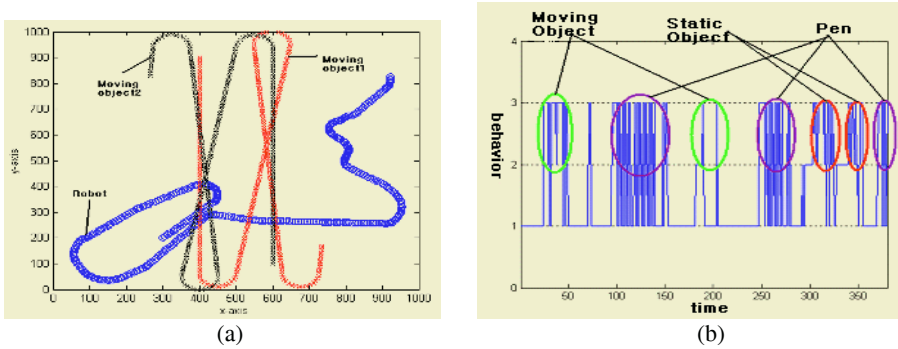 1000
900
800
700
600
500
400
300
200
100
0
y-axis
Moving
object2
Moving
object1
Robot
0 100 200 300 400 500 600 700 800 900 1000
x-axis
(a)
Moving
Object
Static
Object
Pen
4
3
2
1
0
behavior
50 100 150 200 250 300 350
time
(b)